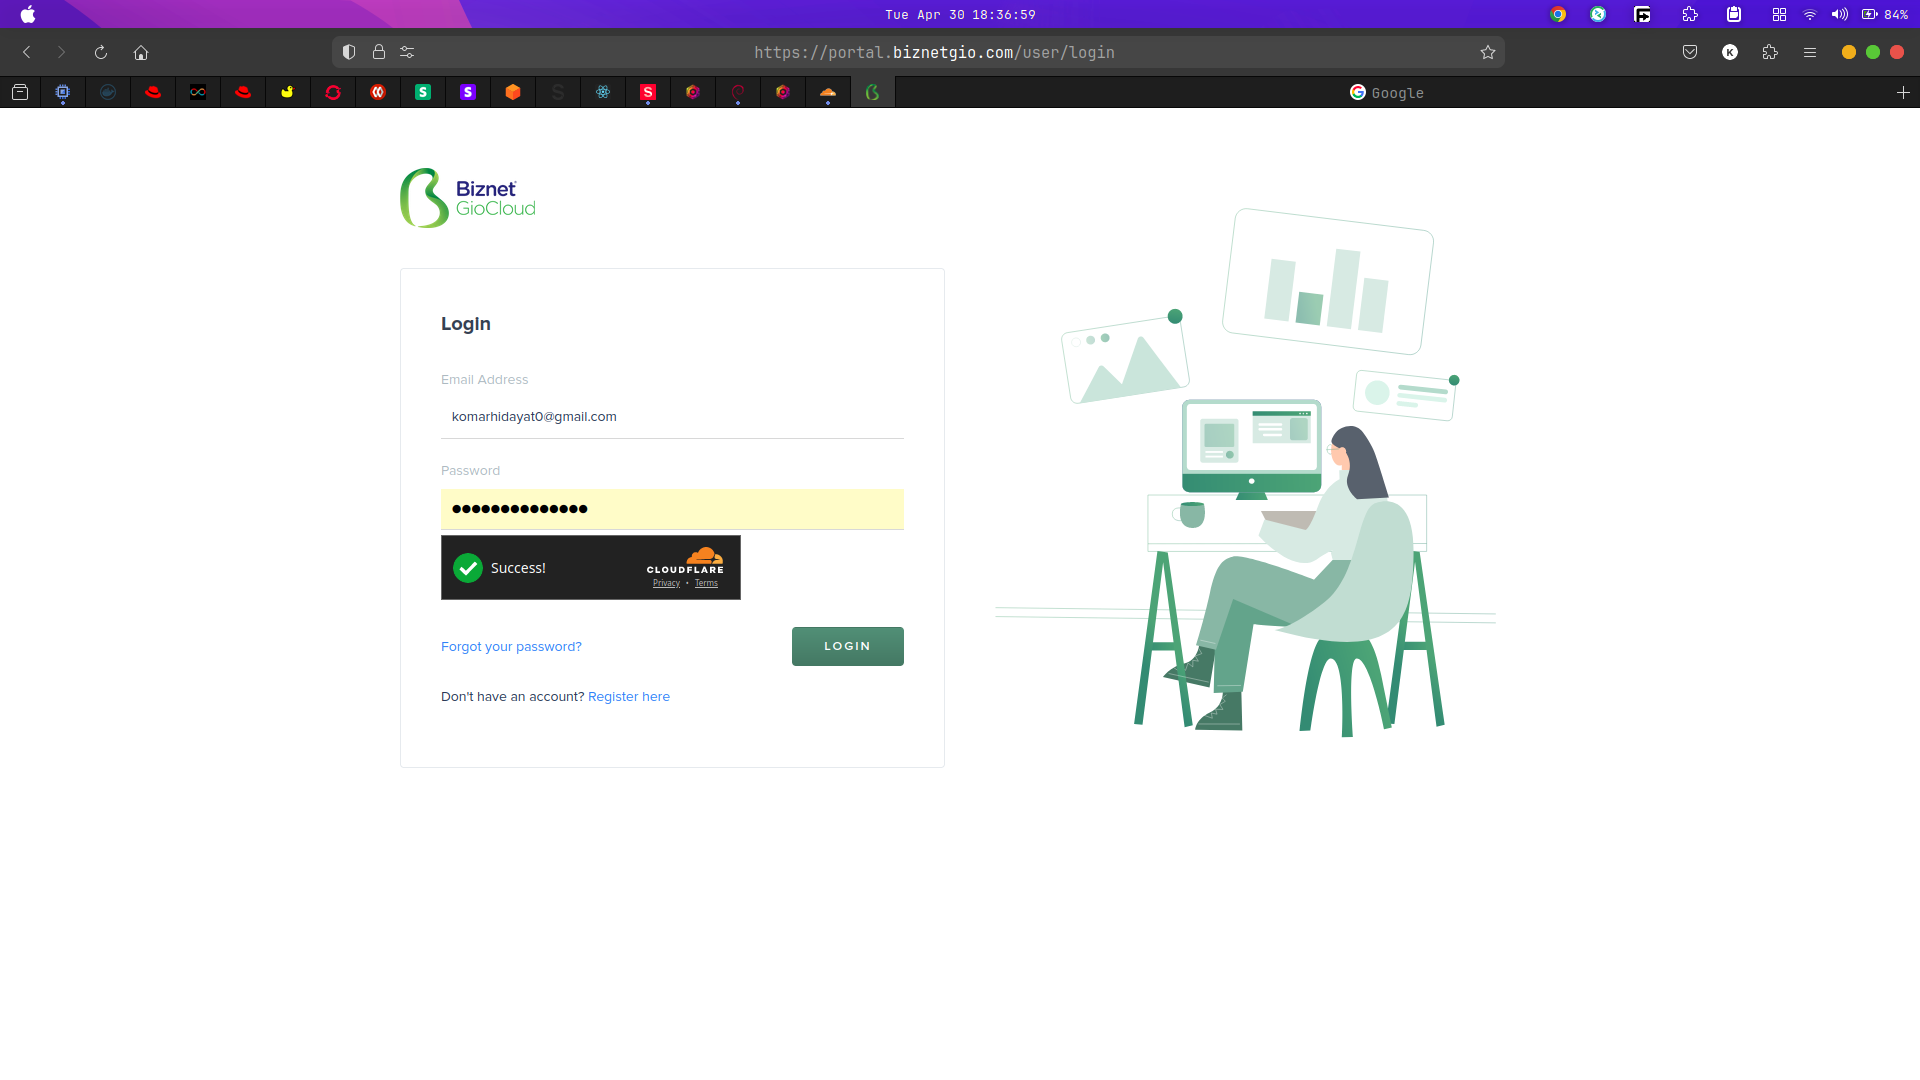 Tue Apr 30 18:36:59
84%
https://portal.biznetgio.com/user/login
K
Google
Biznet
GioCloud
Login
Email Address
komarhidayat0@gmail.com
Password
Success!
CLOUDFLARE
Privacy • Terms
Forgot your password?
LOGIN
Don't have an account? Register here